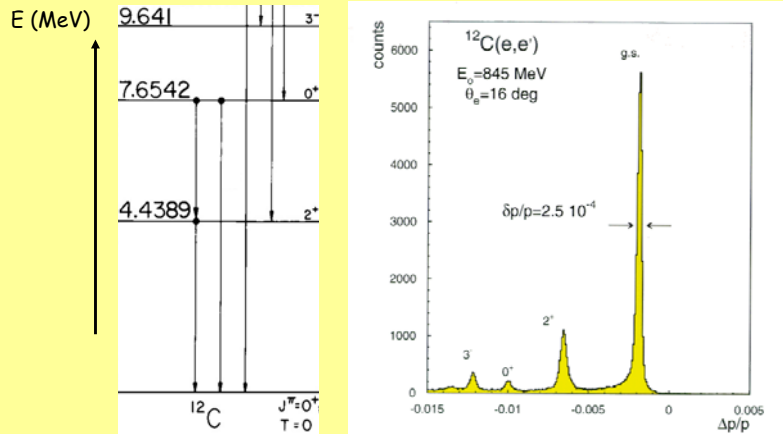 E (MeV)
9.641 3⁻
7.6542 0⁺
4.4389 2⁺
¹²C
Jᵖⁱ=0⁺
T=0
counts
¹²C(e,e')
E₀=845 MeV
θₑ=16 deg
g.s.
δp/p=2.5 10⁻⁴
2⁺
3⁻
0⁺
6000
5000
4000
3000
2000
1000
0
-0.015 -0.01 -0.005 0 0.005
Δp/p